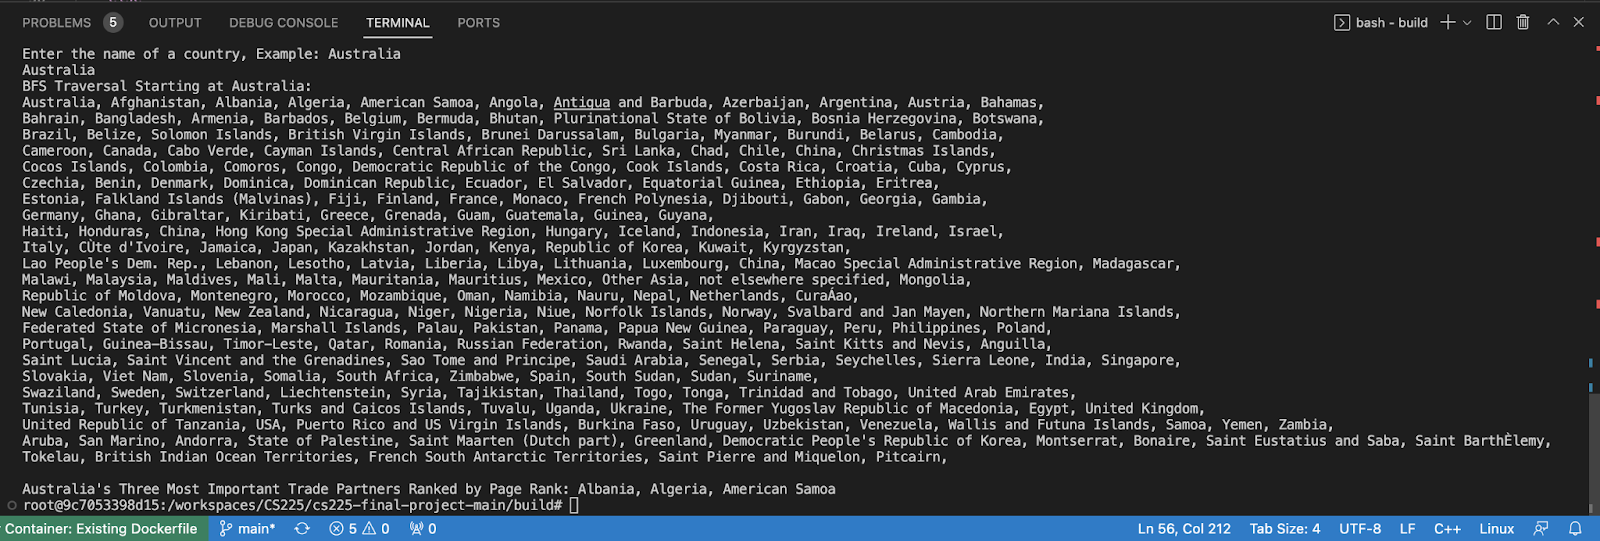 PROBLEMS 5 OUTPUT DEBUG CONSOLE TERMINAL PORTS bash - build
Enter the name of a country, Example: Australia
Australia
BFS Traversal Starting at Australia:
Australia, Afghanistan, Albania, Algeria, American Samoa, Angola, Antigua and Barbuda, Azerbaijan, Argentina, Austria, Bahamas,
Bahrain, Bangladesh, Armenia, Barbados, Belgium, Bermuda, Bhutan, Plurinational State of Bolivia, Bosnia Herzegovina, Botswana,
Brazil, Belize, Solomon Islands, British Virgin Islands, Brunei Darussalam, Bulgaria, Myanmar, Burundi, Belarus, Cambodia,
Cameroon, Canada, Cabo Verde, Cayman Islands, Central African Republic, Sri Lanka, Chad, Chile, China, Christmas Islands,
Cocos Islands, Colombia, Comoros, Congo, Democratic Republic of the Congo, Cook Islands, Costa Rica, Croatia, Cuba, Cyprus,
Czechia, Benin, Denmark, Dominica, Dominican Republic, Ecuador, El Salvador, Equatorial Guinea, Ethiopia, Eritrea,
Estonia, Falkland Islands (Malvinas), Fiji, Finland, France, Monaco, French Polynesia, Djibouti, Gabon, Georgia, Gambia,
Germany, Ghana, Gibraltar, Kiribati, Greece, Grenada, Guam, Guatemala, Guinea, Guyana,
Haiti, Honduras, China, Hong Kong Special Administrative Region, Hungary, Iceland, Indonesia, Iran, Iraq, Ireland, Israel,
Italy, CÙte d'Ivoire, Jamaica, Japan, Kazakhstan, Jordan, Kenya, Republic of Korea, Kuwait, Kyrgyzstan,
Lao People's Dem. Rep., Lebanon, Lesotho, Latvia, Liberia, Libya, Lithuania, Luxembourg, China, Macao Special Administrative Region, Madagascar,
Malawi, Malaysia, Maldives, Mali, Malta, Mauritania, Mauritius, Mexico, Other Asia, not elsewhere specified, Mongolia,
Republic of Moldova, Montenegro, Morocco, Mozambique, Oman, Namibia, Nauru, Nepal, Netherlands, CuraÁao,
New Caledonia, Vanuatu, New Zealand, Nicaragua, Niger, Nigeria, Niue, Norfolk Islands, Norway, Svalbard and Jan Mayen, Northern Mariana Islands,
Federated State of Micronesia, Marshall Islands, Palau, Pakistan, Panama, Papua New Guinea, Paraguay, Peru, Philippines, Poland,
Portugal, Guinea-Bissau, Timor-Leste, Qatar, Romania, Russian Federation, Rwanda, Saint Helena, Saint Kitts and Nevis, Anguilla,
Saint Lucia, Saint Vincent and the Grenadines, Sao Tome and Principe, Saudi Arabia, Senegal, Serbia, Seychelles, Sierra Leone, India, Singapore,
Slovakia, Viet Nam, Slovenia, Somalia, South Africa, Zimbabwe, Spain, South Sudan, Sudan, Suriname,
Swaziland, Sweden, Switzerland, Liechtenstein, Syria, Tajikistan, Thailand, Togo, Tonga, Trinidad and Tobago, United Arab Emirates,
Tunisia, Turkey, Turkmenistan, Turks and Caicos Islands, Tuvalu, Uganda, Ukraine, The Former Yugoslav Republic of Macedonia, Egypt, United Kingdom,
United Republic of Tanzania, USA, Puerto Rico and US Virgin Islands, Burkina Faso, Uruguay, Uzbekistan, Venezuela, Wallis and Futuna Islands, Samoa, Yemen, Zambia,
Aruba, San Marino, Andorra, State of Palestine, Saint Maarten (Dutch part), Greenland, Democratic People's Republic of Korea, Montserrat, Bonaire, Saint Eustatius and Saba, Saint BarthÈlemy,
Tokelau, British Indian Ocean Territories, French South Antarctic Territories, Saint Pierre and Miquelon, Pitcairn,
Australia's Three Most Important Trade Partners Ranked by Page Rank: Albania, Algeria, American Samoa
root@9c7053398d15:/workspaces/CS225/cs225-final-project-main/build#
Container: Existing Dockerfile main* 5 0 0 Ln 56, Col 212 Tab Size: 4 UTF-8 LF C++ Linux